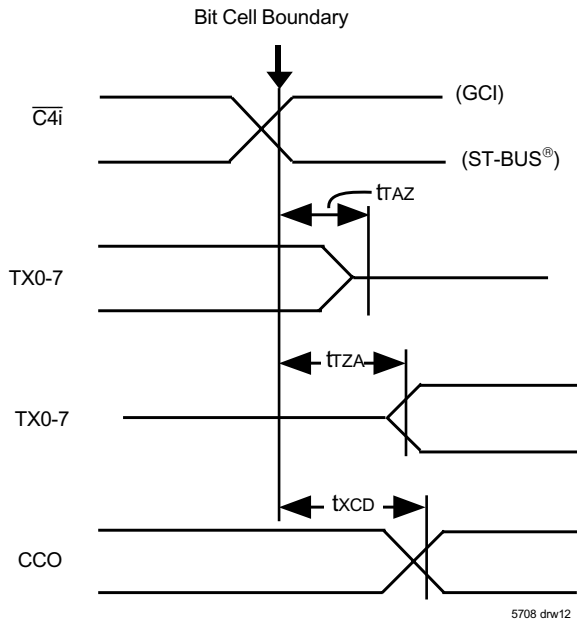 Bit Cell Boundary
C4i
(GCI)
(ST-BUS®)
tTAZ
TX0-7
tTZA
TX0-7
tXCD
CCO
5708 drw12